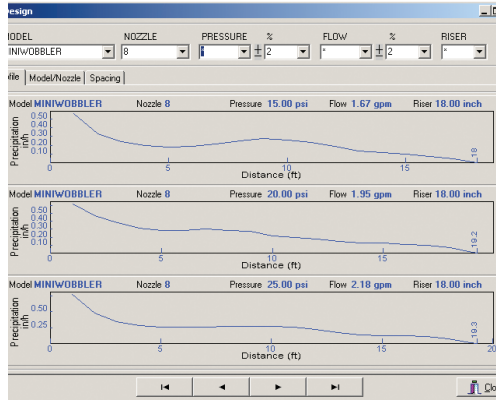 Design
MODEL NOZZLE PRESSURE % FLOW % RISER
MINIWOBBLER 8 * ± 2 * ± 2 *
file Model/Nozzle Spacing
Model MINIWOBBLER Nozzle 8 Pressure 15.00 psi Flow 1.67 gpm Riser 18.00 inch
Precipitation in/h
0.50
0.40
0.30
0.20
0.10
0 5 10 15 18
Distance (ft)
Model MINIWOBBLER Nozzle 8 Pressure 20.00 psi Flow 1.95 gpm Riser 18.00 inch
Precipitation in/h
0.50
0.40
0.30
0.20
0.10
0 5 10 15 19.2
Distance (ft)
Model MINIWOBBLER Nozzle 8 Pressure 25.00 psi Flow 2.18 gpm Riser 18.00 inch
Precipitation in/h
0.50
0.25
0 5 10 15 19.3 20
Distance (ft)
Clo